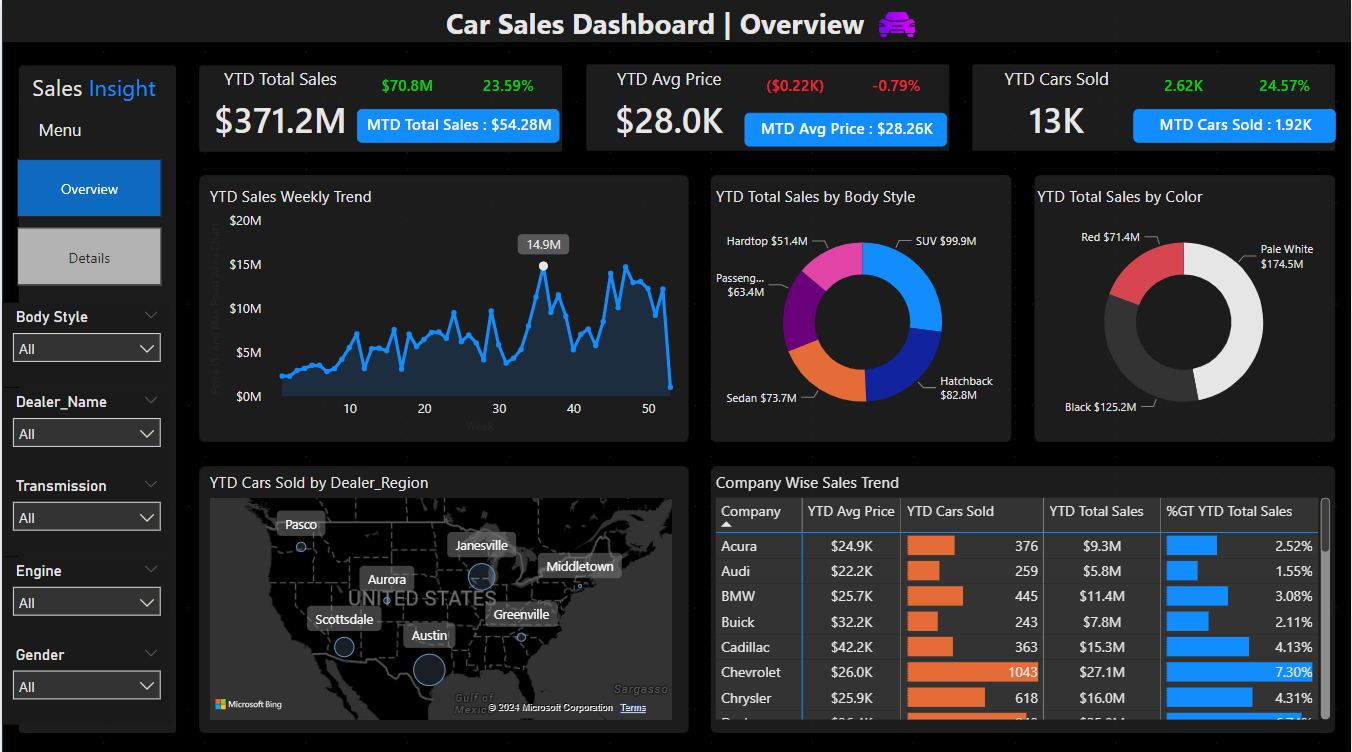 Car Sales Dashboard | Overview
Sales Insight
Menu
Overview
Details
Body Style
All
Dealer_Name
All
Transmission
All
Engine
All
Gender
All
YTD Total Sales
$70.8M
23.59%
$371.2M
MTD Total Sales : $54.28M
YTD Avg Price
($0.22K)
-0.79%
$28.0K
MTD Avg Price : $28.26K
YTD Cars Sold
2.62K
24.57%
13K
MTD Cars Sold : 1.92K
YTD Sales Weekly Trend
$20M
$15M
$10M
$5M
$0M
14.9M
10 20 30 40 50
Week
YTD Total Sales by Body Style
Hardtop $51.4M
SUV $99.9M
Passeng...
$63.4M
Hatchback
$82.8M
Sedan $73.7M
YTD Total Sales by Color
Red $71.4M
Pale White
$174.5M
Black $125.2M
YTD Cars Sold by Dealer_Region
Pasco
Janesville
Middletown
Aurora
UNITED STATES
Greenville
Scottsdale
Austin
Sargasso
Gulf of
Mexico
Microsoft Bing
© 2024 Microsoft Corporation Terms
Company Wise Sales Trend
Company YTD Avg Price YTD Cars Sold YTD Total Sales %GT YTD Total Sales
Acura $24.9K 376 $9.3M 2.52%
Audi $22.2K 259 $5.8M 1.55%
BMW $25.7K 445 $11.4M 3.08%
Buick $32.2K 243 $7.8M 2.11%
Cadillac $42.2K 363 $15.3M 4.13%
Chevrolet $26.0K 1043 $27.1M 7.30%
Chrysler $25.9K 618 $16.0M 4.31%